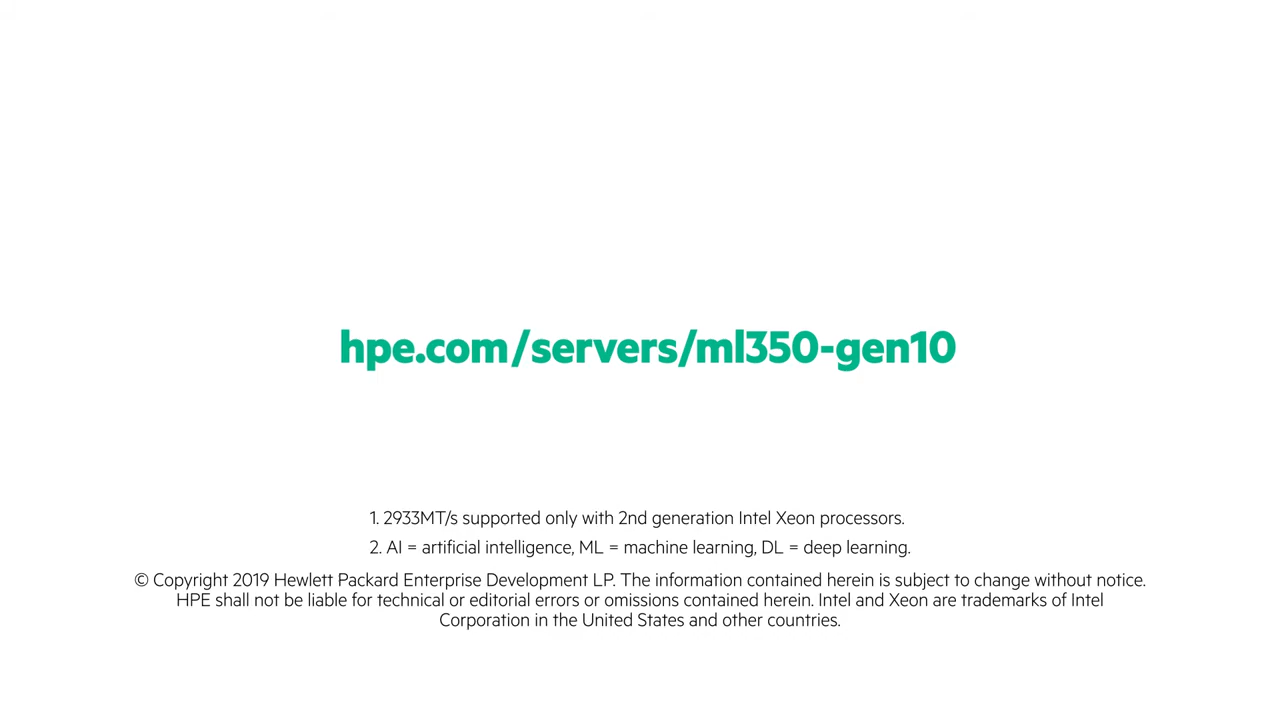 hpe.com/servers/ml350-gen10
1. 2933MT/s supported only with 2nd generation Intel Xeon processors.
2. AI = artificial intelligence, ML = machine learning, DL = deep learning.
© Copyright 2019 Hewlett Packard Enterprise Development LP. The information contained herein is subject to change without notice.
HPE shall not be liable for technical or editorial errors or omissions contained herein. Intel and Xeon are trademarks of Intel
Corporation in the United States and other countries.